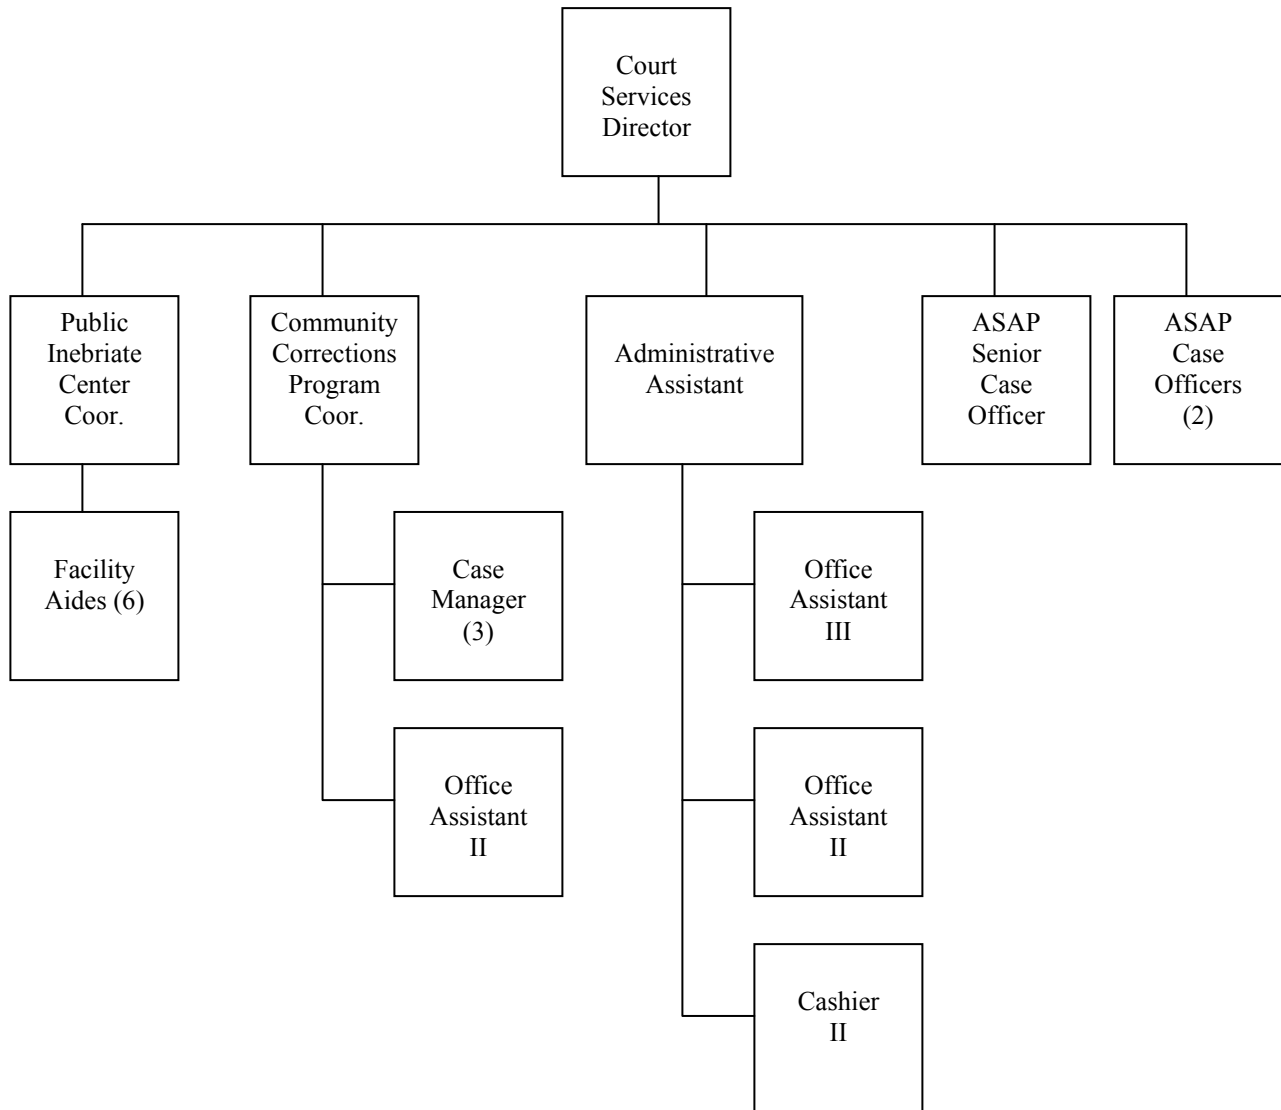 Court
Services
Director
Public
Inebriate
Center
Coor.
Community
Corrections
Program
Coor.
Administrative
Assistant
ASAP
Senior
Case
Officer
ASAP
Case
Officers
(2)
Facility
Aides (6)
Case
Manager
(3)
Office
Assistant
III
Office
Assistant
II
Office
Assistant
II
Cashier
II